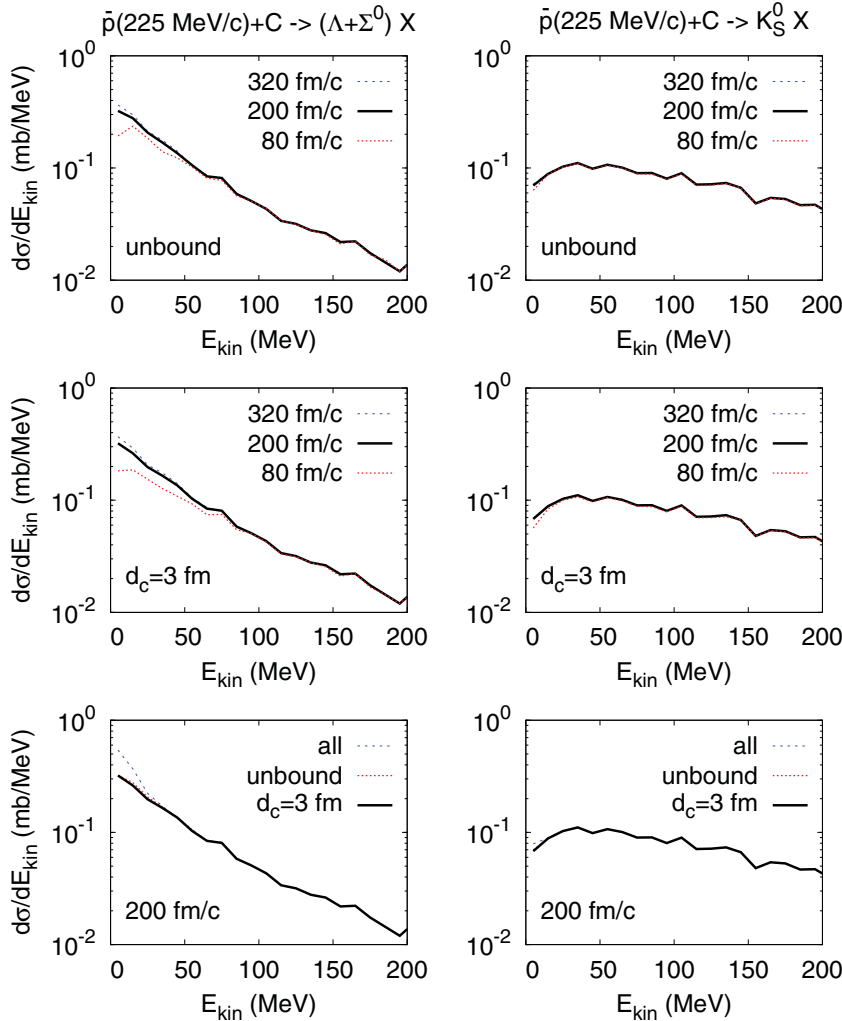 p̄(225 MeV/c)+C -> (Λ+Σ⁰) X
dσ/dE_kin (mb/MeV)
10⁰
10⁻¹
10⁻²
320 fm/c
200 fm/c
80 fm/c
unbound
0 50 100 150 200
E_kin (MeV)
p̄(225 MeV/c)+C -> K_S⁰ X
10⁰
10⁻¹
10⁻²
320 fm/c
200 fm/c
80 fm/c
unbound
0 50 100 150 200
E_kin (MeV)
dσ/dE_kin (mb/MeV)
10⁰
10⁻¹
10⁻²
320 fm/c
200 fm/c
80 fm/c
d_c=3 fm
0 50 100 150 200
E_kin (MeV)
10⁰
10⁻¹
10⁻²
320 fm/c
200 fm/c
80 fm/c
d_c=3 fm
0 50 100 150 200
E_kin (MeV)
dσ/dE_kin (mb/MeV)
10⁰
10⁻¹
10⁻²
all
unbound
d_c=3 fm
200 fm/c
0 50 100 150 200
E_kin (MeV)
10⁰
10⁻¹
10⁻²
all
unbound
d_c=3 fm
200 fm/c
0 50 100 150 200
E_kin (MeV)